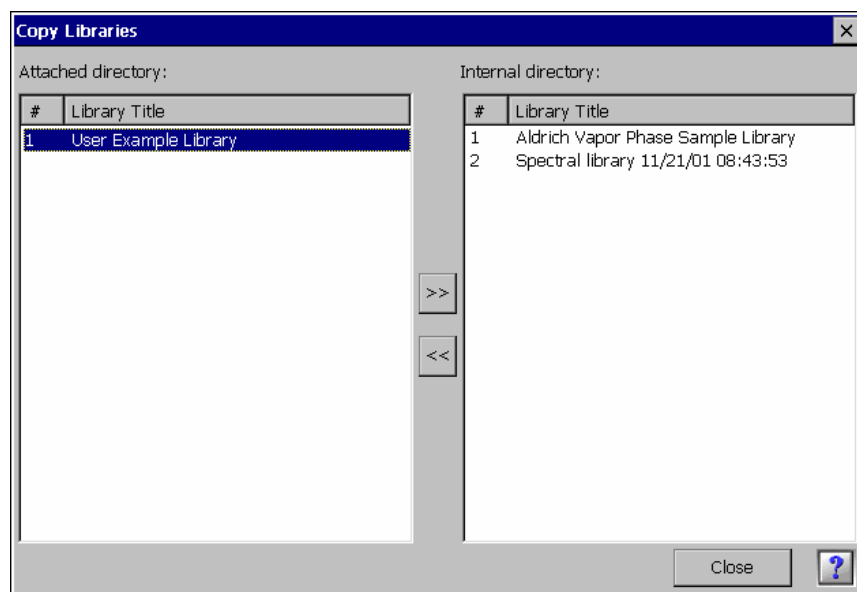 Copy Libraries
Attached directory:
# Library Title
1 User Example Library
>>
<<
Internal directory:
# Library Title
1 Aldrich Vapor Phase Sample Library
2 Spectral library 11/21/01 08:43:53
Close
?